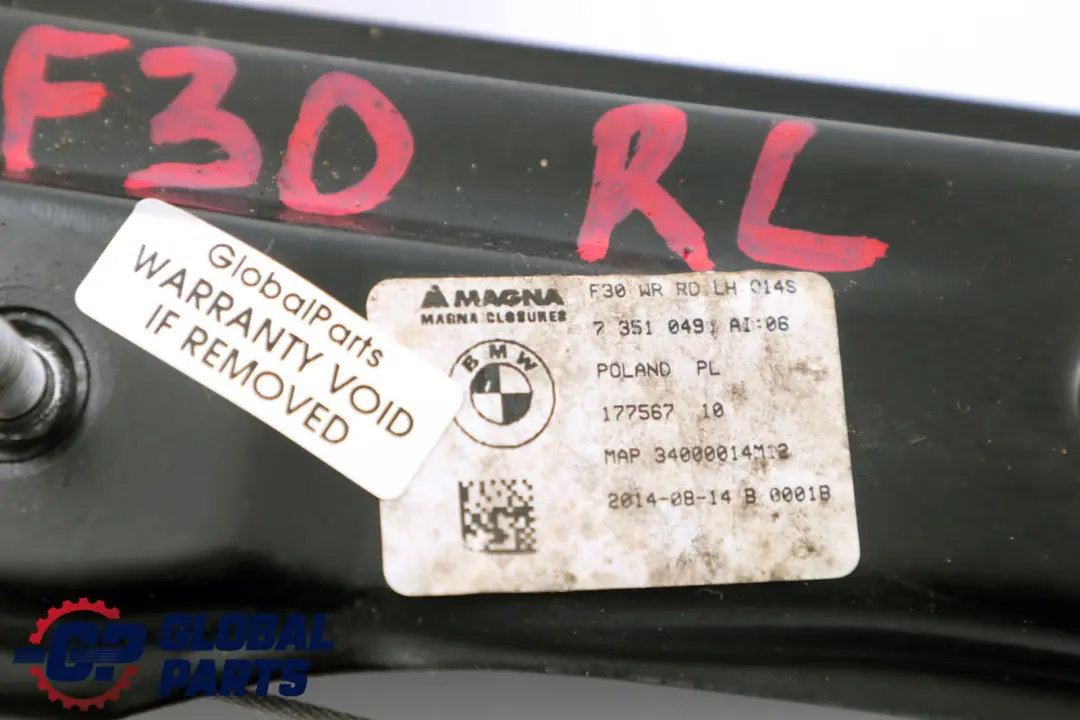 F30 RL
GlobalParts
WARRANTY VOID
IF REMOVED
MAGNA
MAGNA CLOSURES
BMW
F30 WR RD LH 014S
7 351 049 AI:06
POLAND PL
177567 10
MAP 34000014M12
2014-08-14 B 0001B
GP GLOBAL
PARTS